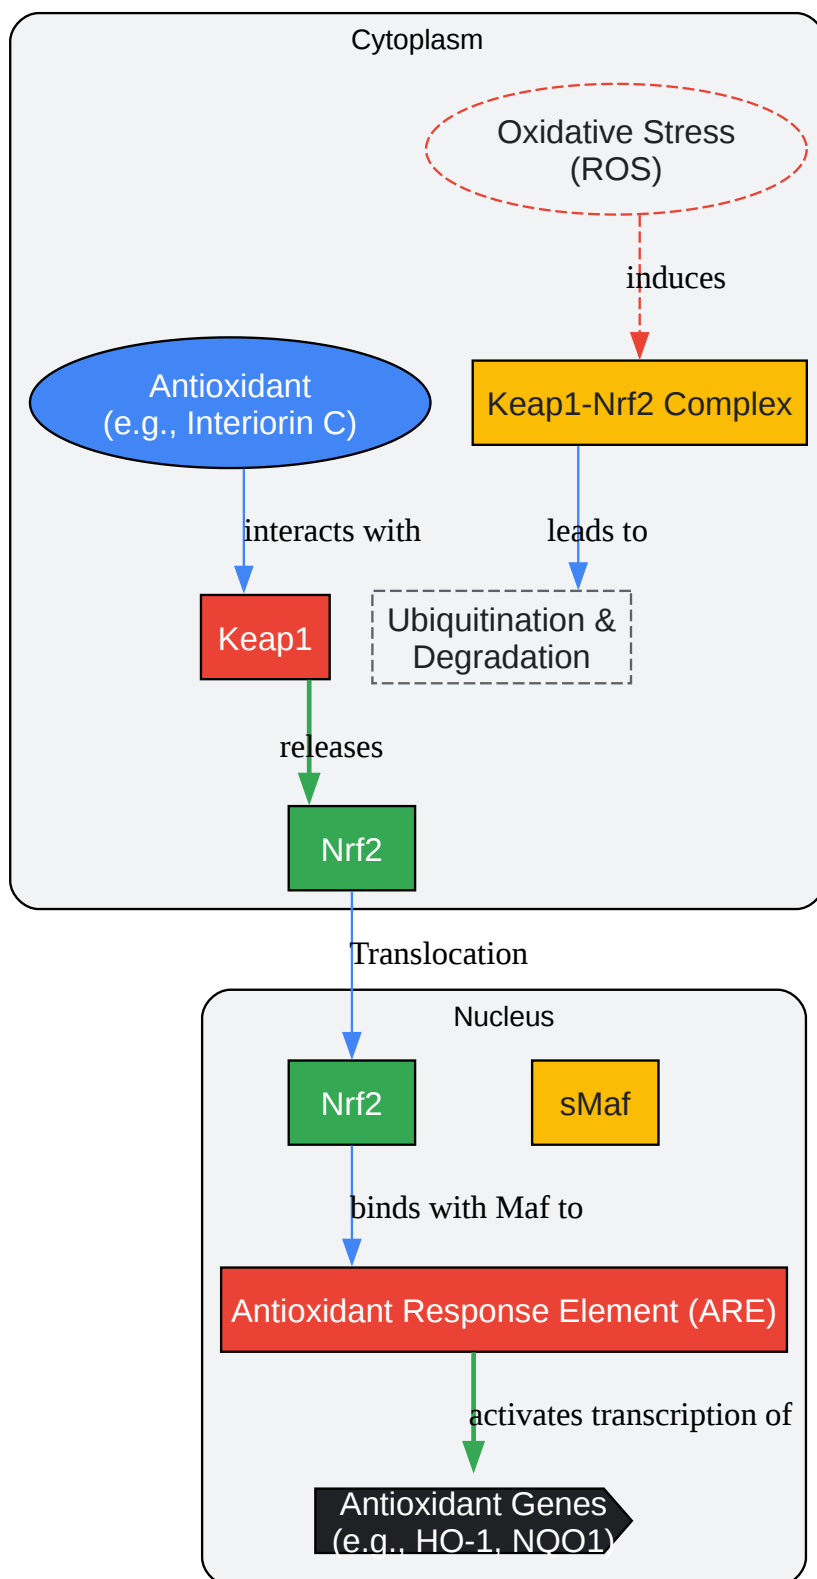 Cytoplasm
Oxidative Stress
(ROS)
induces
Antioxidant
(e.g., Interiorin C)
Keap1-Nrf2 Complex
interacts with
leads to
Keap1
Ubiquitination &
Degradation
releases
Nrf2
Translocation
Nucleus
Nrf2
sMaf
binds with Maf to
Antioxidant Response Element (ARE)
activates transcription of
Antioxidant Genes
(e.g., HO-1, NQO1)